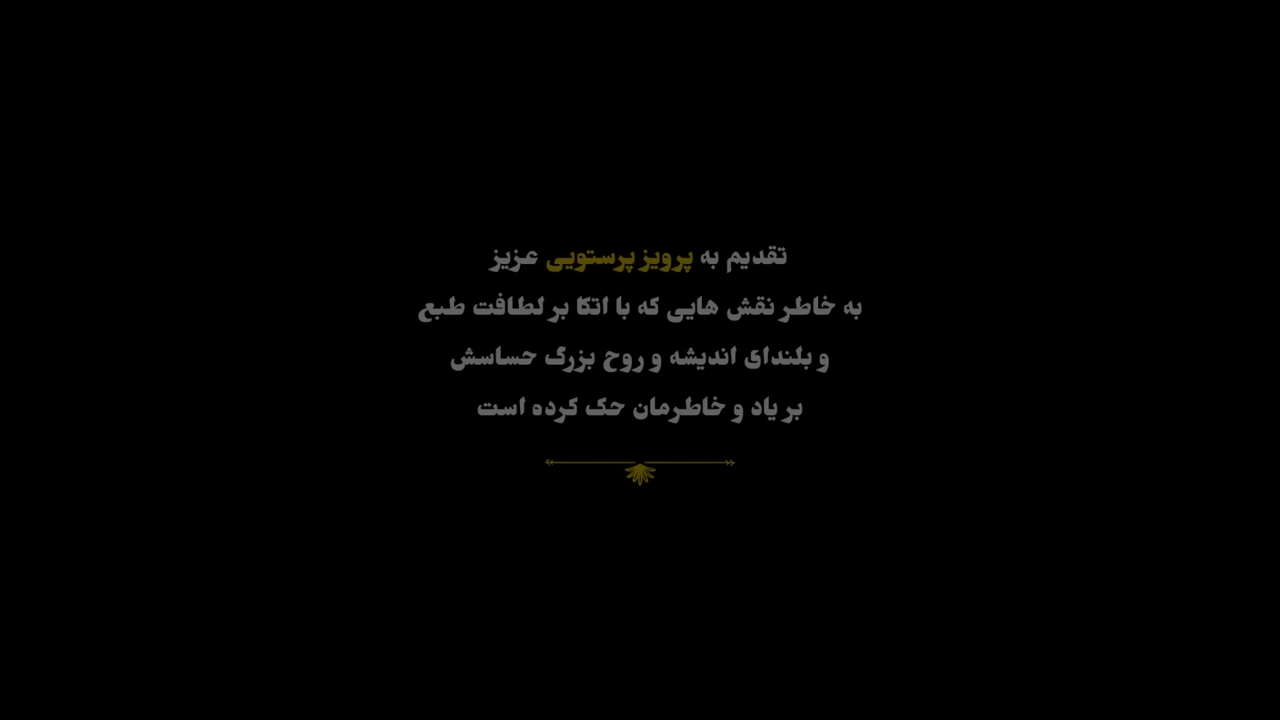 تقدیم به پرویز پرستویی عزیز
به خاطر نقش هایی که با اتکا بر لطافت طبع
و بلندای اندیشه و روح بزرگ حساسش
بر یاد و خاطرمان حک کرده است